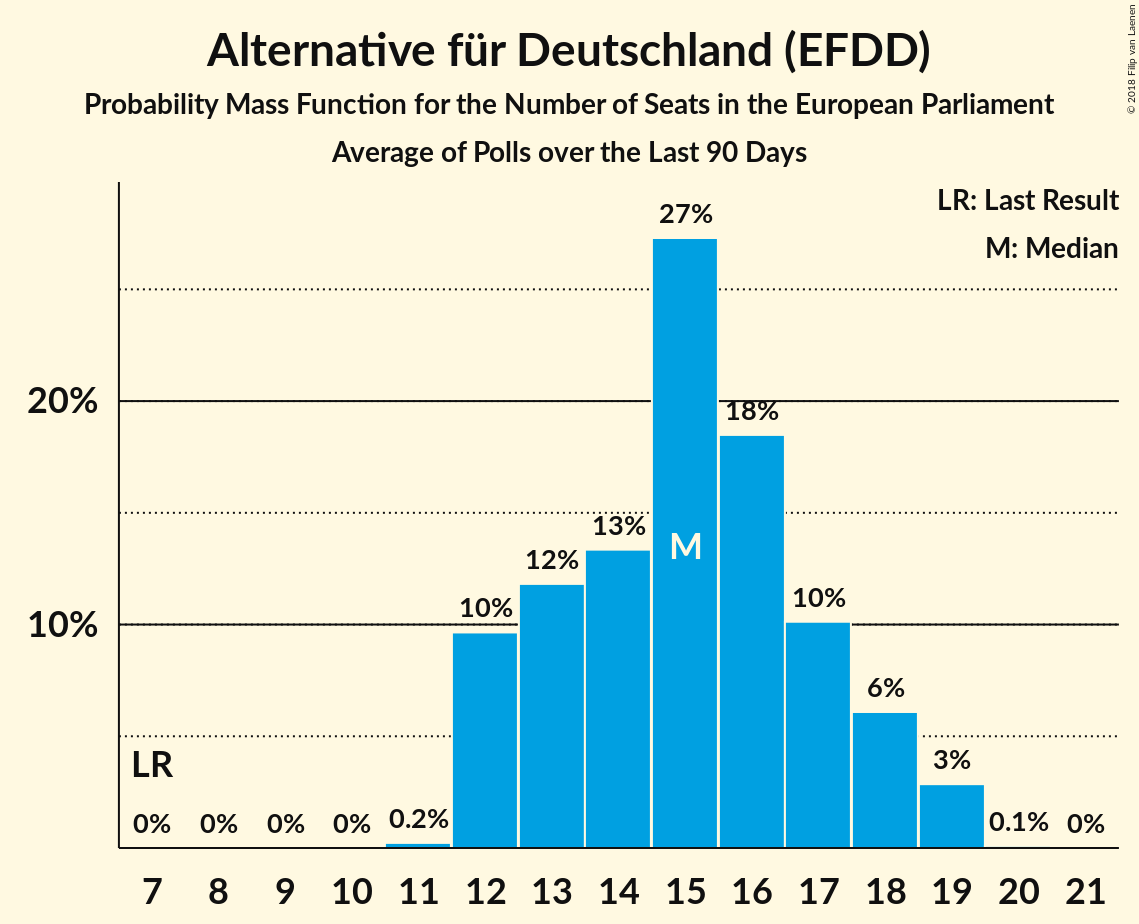 Alternative für Deutschland (EFDD)
Probability Mass Function for the Number of Seats in the European Parliament
Average of Polls over the Last 90 Days
© 2018 Filip van Laenen
LR: Last Result
M: Median
27%
20%
18%
13%
M
12%
10%
10%
10%
6%
LR
3%
0% 0% 0% 0% 0.2% 0.1% 0%
7 8 9 10 11 12 13 14 15 16 17 18 19 20 21